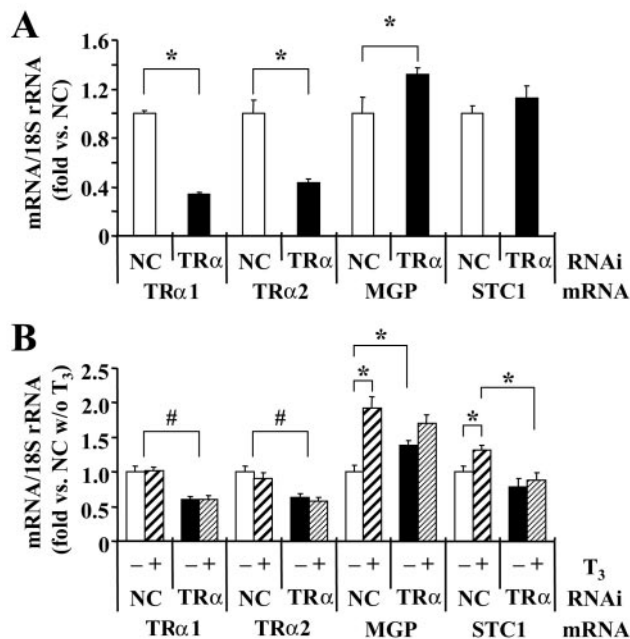 A
mRNA/18S rRNA
(fold vs. NC)
1.6
1.2
0.8
0.4
0
* * *
NC TRα NC TRα NC TRα NC TRα RNAi
TRα1 TRα2 MGP STC1 mRNA
B
mRNA/18S rRNA
(fold vs. NC w/o T3)
2.5
2.0
1.5
1.0
0.5
0
# # * * * *
– + – + – + – + – + – + – + – + T3
NC TRα NC TRα NC TRα NC TRα RNAi
TRα1 TRα2 MGP STC1 mRNA